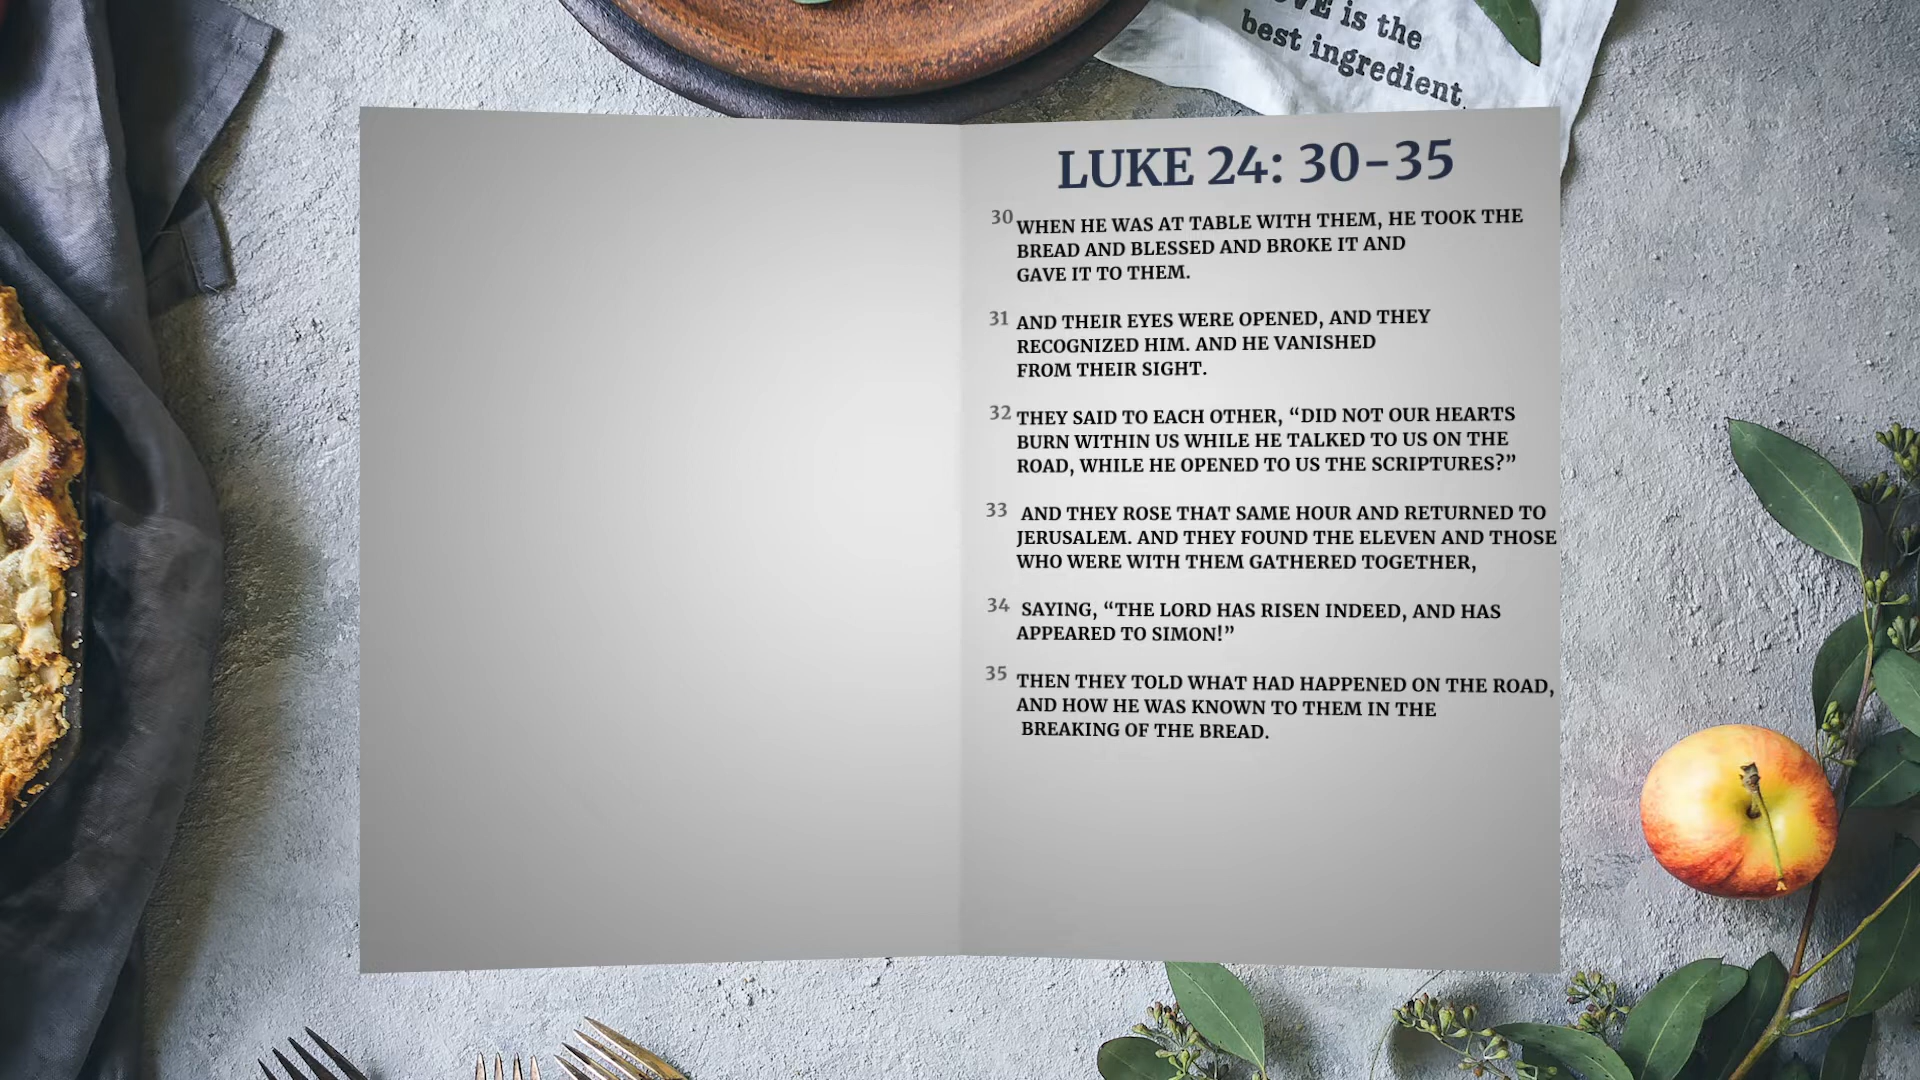 is the
best ingredient.
LUKE 24: 30-35
30 WHEN HE WAS AT TABLE WITH THEM, HE TOOK THE
BREAD AND BLESSED AND BROKE IT AND
GAVE IT TO THEM.
31 AND THEIR EYES WERE OPENED, AND THEY
RECOGNIZED HIM. AND HE VANISHED
FROM THEIR SIGHT.
32 THEY SAID TO EACH OTHER, “DID NOT OUR HEARTS
BURN WITHIN US WHILE HE TALKED TO US ON THE
ROAD, WHILE HE OPENED TO US THE SCRIPTURES?”
33 AND THEY ROSE THAT SAME HOUR AND RETURNED TO
JERUSALEM. AND THEY FOUND THE ELEVEN AND THOSE
WHO WERE WITH THEM GATHERED TOGETHER,
34 SAYING, “THE LORD HAS RISEN INDEED, AND HAS
APPEARED TO SIMON!”
35 THEN THEY TOLD WHAT HAD HAPPENED ON THE ROAD,
AND HOW HE WAS KNOWN TO THEM IN THE
BREAKING OF THE BREAD.